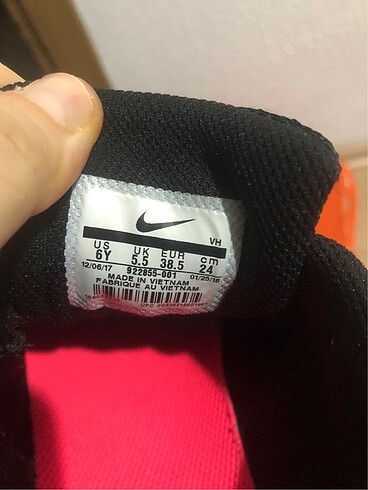 VH
US UK EUR cm
6Y 5.5 38.5 24
12/06/17 922855-001 01/25/18
MADE IN VIETNAM
FABRIQUE AU VIETNAM
UPC